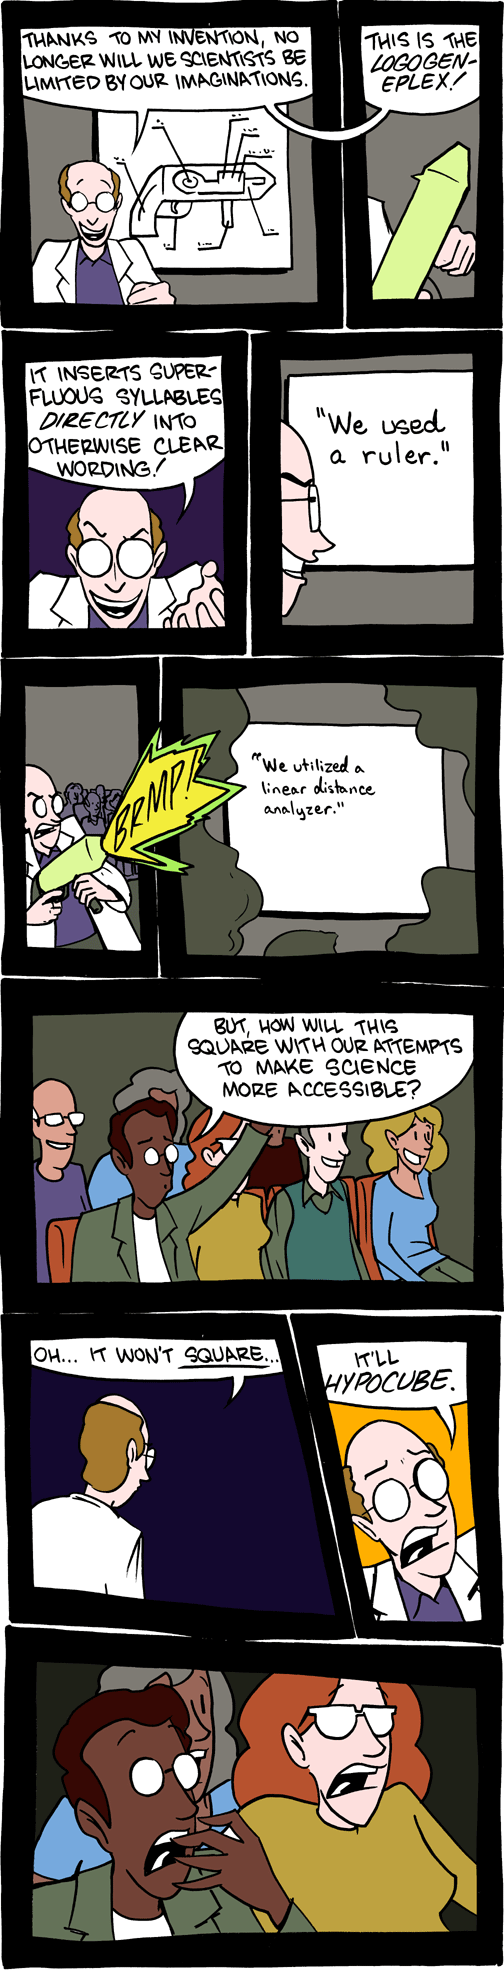 THANKS TO MY INVENTION, NO
LONGER WILL WE SCIENTISTS BE
LIMITED BY OUR IMAGINATIONS.
THIS IS THE
LOGOGEN-
EPLEX!
IT INSERTS SUPER-
FLUOUS SYLLABLES
DIRECTLY INTO
OTHERWISE CLEAR
WORDING!
"We used
a ruler."
BRMP!
"We utilized a
linear distance
analyzer."
BUT, HOW WILL THIS
SQUARE WITH OUR ATTEMPTS
TO MAKE SCIENCE
MORE ACCESSIBLE?
OH... IT WON'T SQUARE...
IT'LL
HYPOCUBE.